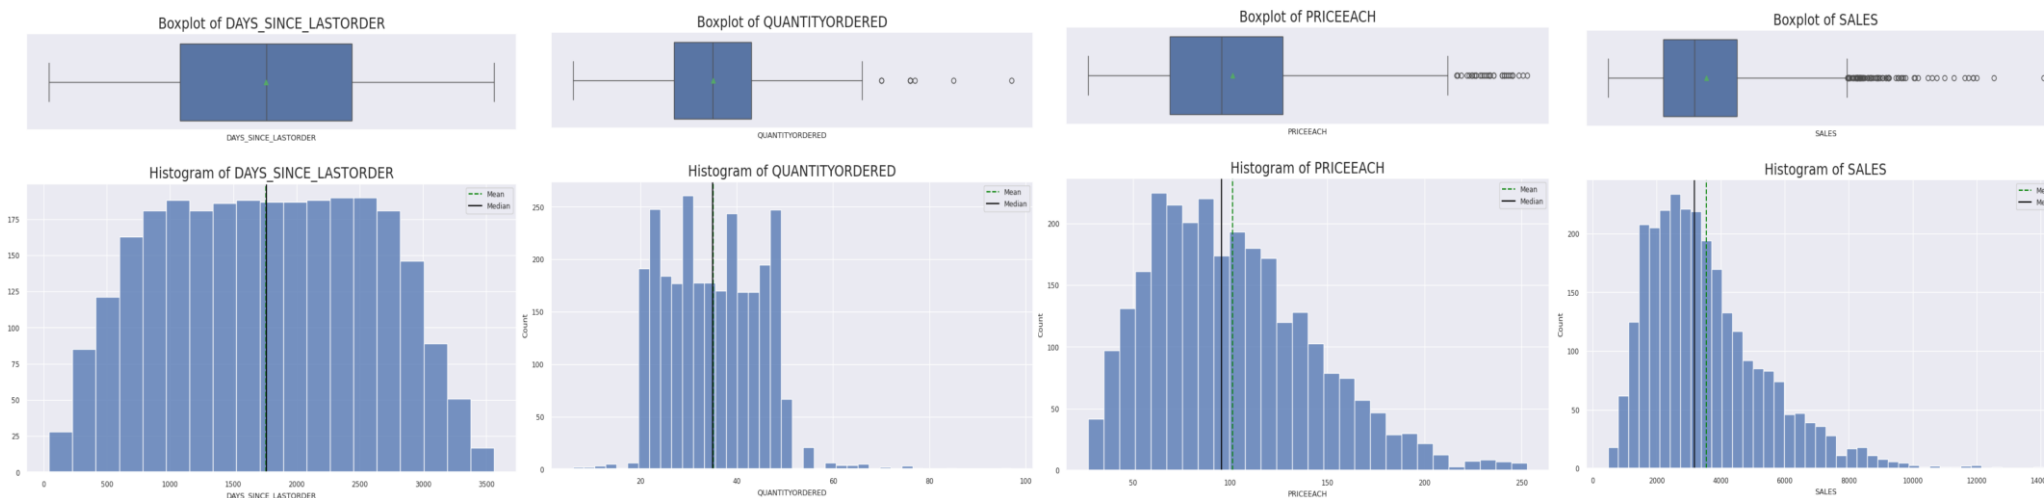 Boxplot of DAYS_SINCE_LASTORDER
DAYS_SINCE_LASTORDER
Histogram of DAYS_SINCE_LASTORDER
Mean
Median
175
150
125
100
75
50
25
0
0 500 1000 1500 2000 2500 3000 3500
DAYS_SINCE_LASTORDER
Boxplot of QUANTITYORDERED
QUANTITYORDERED
Histogram of QUANTITYORDERED
Mean
Median
Count
250
200
150
100
50
0
20 40 60 80 100
QUANTITYORDERED
Boxplot of PRICEEACH
PRICEEACH
Histogram of PRICEEACH
Mean
Median
Count
200
150
100
50
0
50 100 150 200 250
PRICEEACH
Boxplot of SALES
SALES
Histogram of SALES
Me
Me
Count
200
150
100
50
0
0 2000 4000 6000 8000 10000 12000 14
SALES